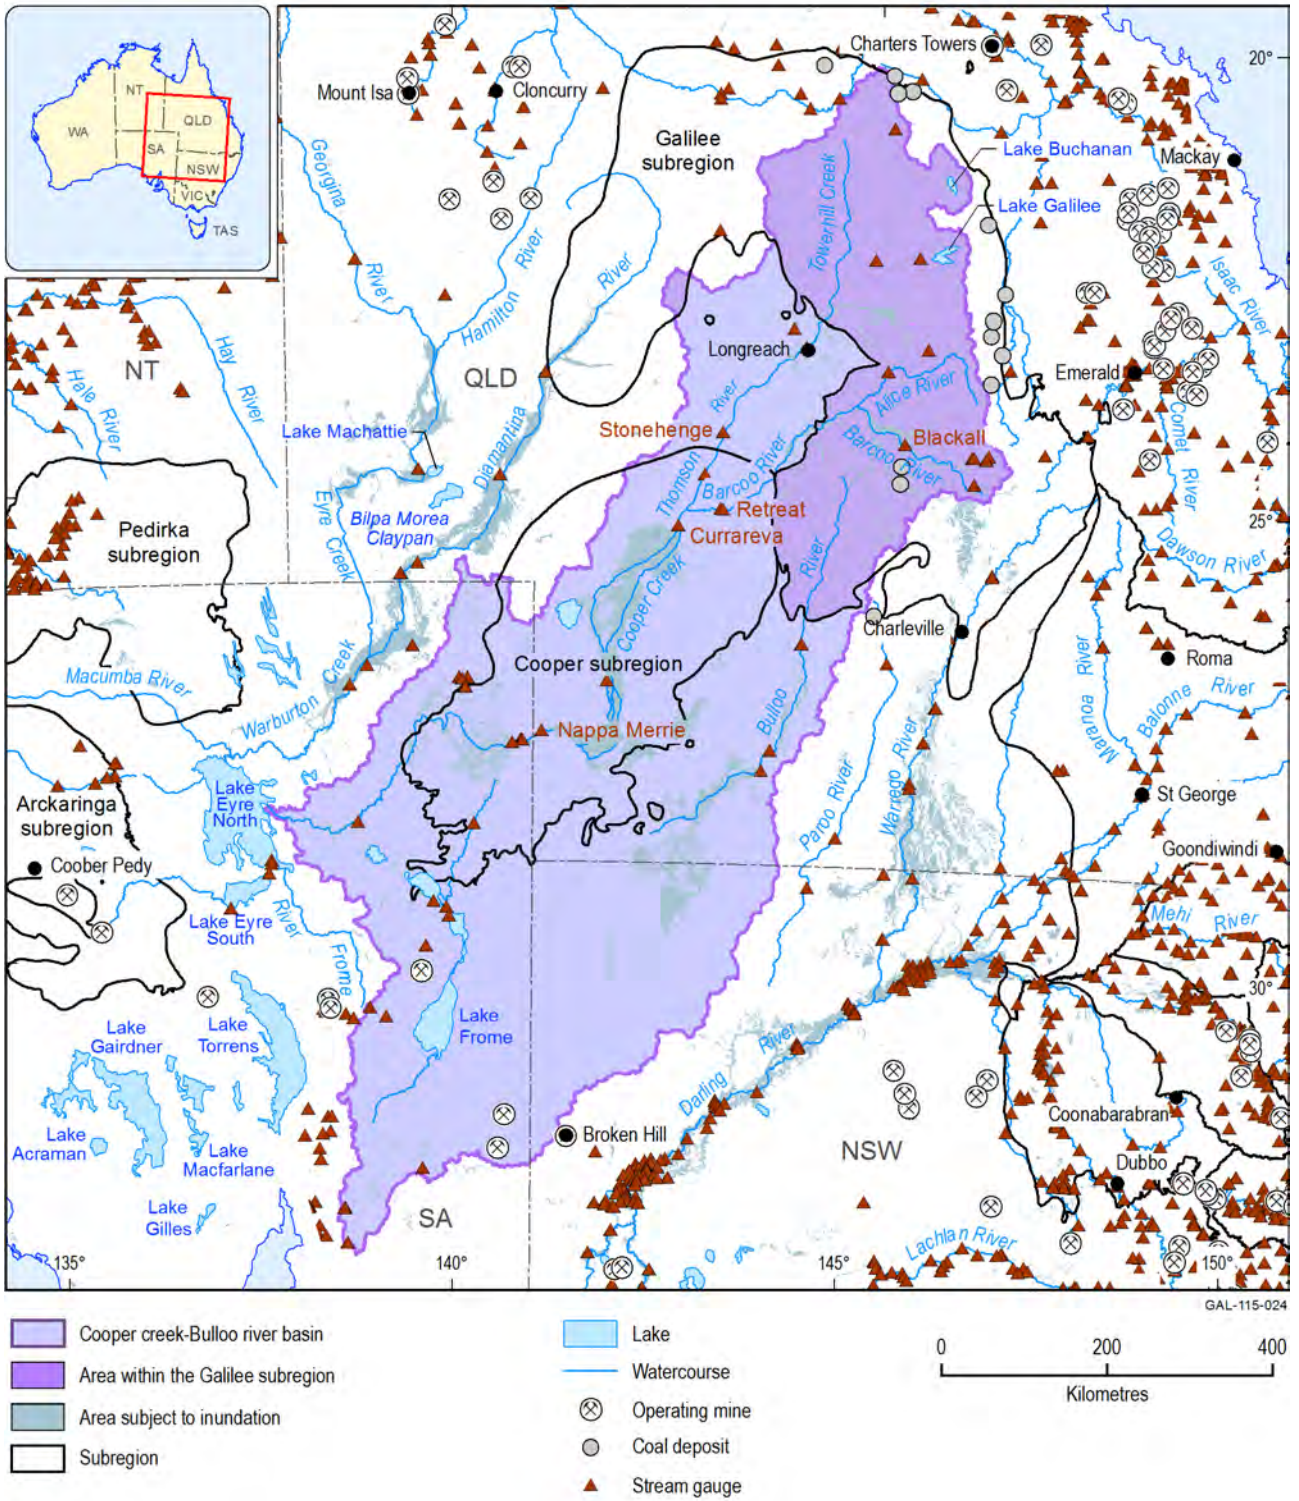 NT
QLD
WA
SA
NSW
VIC
TAS
Charters Towers
20°
Mount Isa
Cloncurry
Galilee
subregion
Lake Buchanan
Mackay
Georgina
River
Hamilton
River
River
Towerhill Creek
Lake Galilee
Isaac River
NT
Hay
River
Hale River
QLD
Longreach
Emerald
River
Alice River
Comet
River
Lake Machattie
Diamantina
Stonehenge
Blackall
Barcoo River
Thomson
Barcoo River
Eyre Creek
Bilpa Morea
Claypan
Retreat
Currareva
25°
Pedirka
subregion
River
Dawson River
Cooper Creek
Charleville
Cooper subregion
Roma
Macumba River
Warburton Creek
Maranoa River
Balonne River
Bulloo
Nappa Merrie
Lake
Eyre
North
Paroo River
Warrego River
St George
Arckaringa
subregion
Coober Pedy
Goondiwindi
Lake Eyre
South
River
Frome
Mehi River
30°
Lake
Gairdner
Lake
Torrens
Lake
Frome
Darling
River
Coonabarabran
Lake
Acraman
Lake
Macfarlane
Broken Hill
NSW
Dubbo
Lake
Gilles
SA
Lachlan River
135°
140°
145°
150°
GAL-115-024
Cooper creek-Bulloo river basin
Area within the Galilee subregion
Area subject to inundation
Subregion
Lake
Watercourse
Operating mine
Coal deposit
Stream gauge
0 200 400
Kilometres